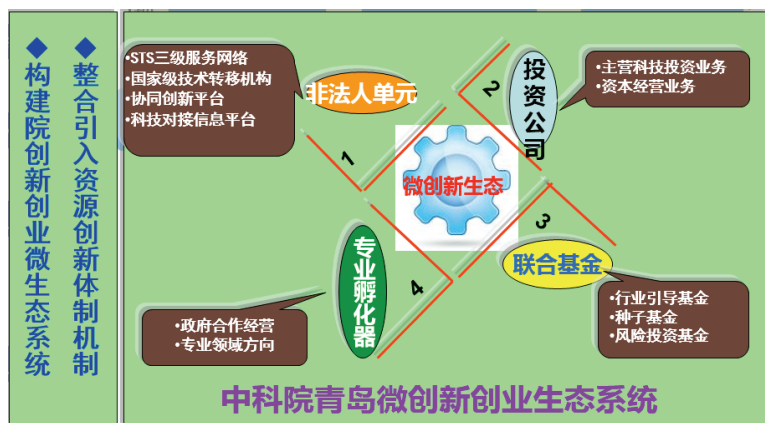 ◆整合引入资源创新体制机制
◆构建院创新创业微生态系统
•STS三级服务网络
•国家级技术转移机构
•协同创新平台
•科技对接信息平台
非法人单元
1
投资公司
2
•主营科技投资业务
•资本经营业务
微创新生态
3
联合基金
•行业引导基金
•种子基金
•风险投资基金
4
专业孵化器
•政府合作经营
•专业领域方向
中科院青岛微创新创业生态系统